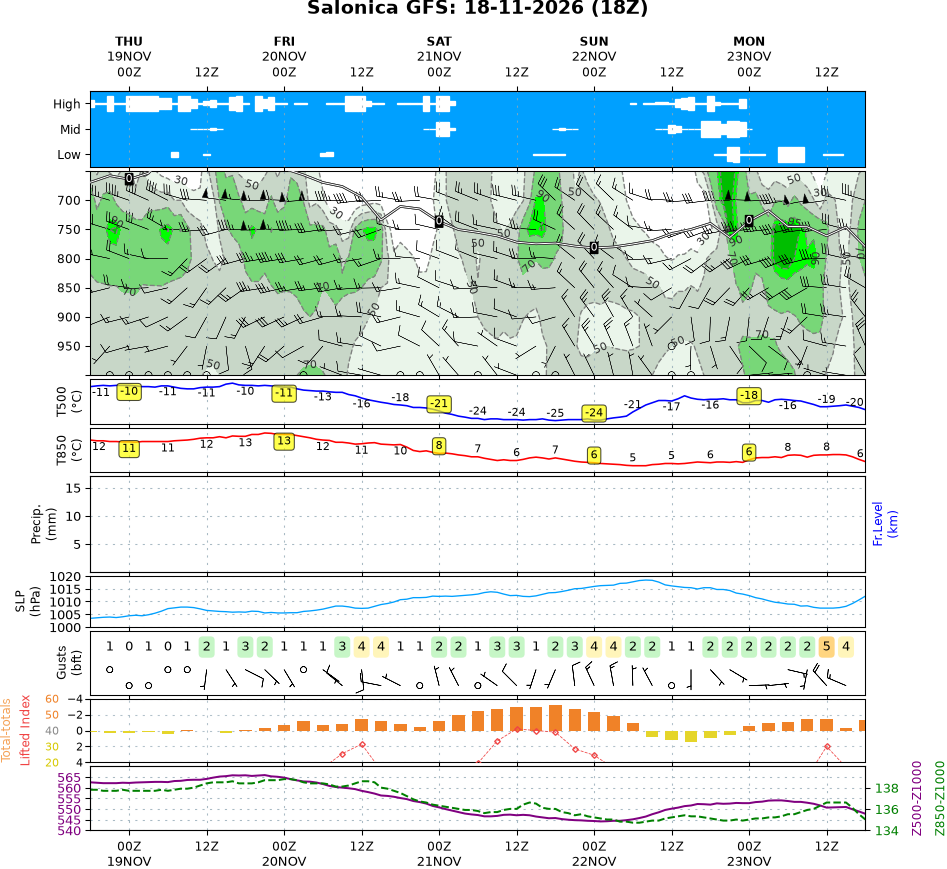 Salonica GFS: 18-11-2026 (18Z)
THU FRI SAT SUN MON
19NOV 20NOV 21NOV 22NOV 23NOV
00Z 12Z 00Z 12Z 00Z 12Z 00Z 12Z 00Z 12Z
High
Mid
Low
700
750
800
850
900
950
T500 (°C)
-11 -10 -11 -11 -10 -11 -13 -16 -18 -21 -24 -24 -25 -24 -21 -17 -16 -18 -16 -19 -20
T850 (°C)
12 11 11 12 13 13 12 11 10 8 7 6 7 6 5 5 6 6 8 8 6
Precip. (mm)
15
10
5
Fr.Level (km)
SLP (hPa)
1020
1015
1010
1005
1000
Gusts (bft)
1 0 1 0 1 2 1 3 2 1 1 1 3 4 4 1 1 2 2 1 3 3 1 2 4 4 2 2 1 1 2 2 2 2 2 2 2 5 4
Total-totals
Lifted Index
60 −4
50 −2
40 0
30 2
20 4
565
560
555
550
545
540
138
136
134
Z500-Z1000
Z850-Z1000
00Z 12Z 00Z 12Z 00Z 12Z 00Z 12Z 00Z 12Z
19NOV 20NOV 21NOV 22NOV 23NOV